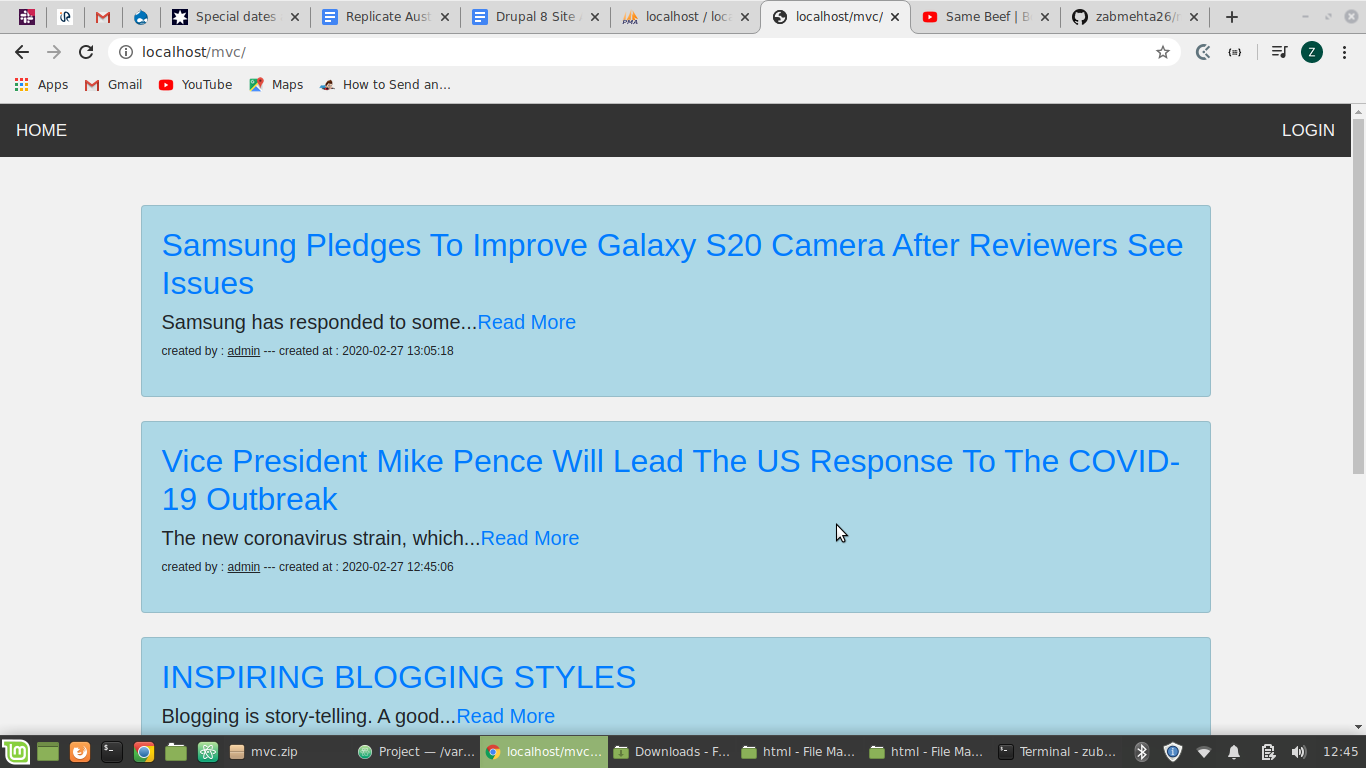 Special dates
Replicate Aust
Drupal 8 Site
localhost / loca
localhost/mvc/
Same Beef | B
zabmehta26/
localhost/mvc/
Z
Apps
Gmail
YouTube
Maps
How to Send an...
HOME
LOGIN
Samsung Pledges To Improve Galaxy S20 Camera After Reviewers See
Issues
Samsung has responded to some...Read More
created by : admin --- created at : 2020-02-27 13:05:18
Vice President Mike Pence Will Lead The US Response To The COVID-
19 Outbreak
The new coronavirus strain, which...Read More
created by : admin --- created at : 2020-02-27 12:45:06
INSPIRING BLOGGING STYLES
Blogging is story-telling. A good...Read More
mvc.zip
Project — /var...
localhost/mvc...
Downloads - F...
html - File Ma...
html - File Ma...
Terminal - zub...
12:45